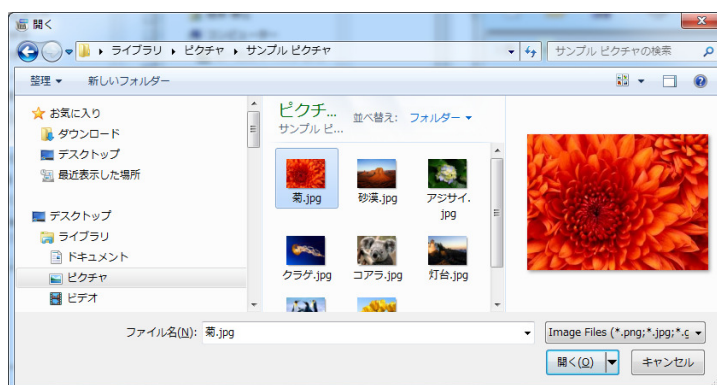 開く
ライブラリ ▸ ピクチャ ▸ サンプル ピクチャ
サンプル ピクチャの検索
整理 ▼ 新しいフォルダー
お気に入り
ダウンロード
デスクトップ
最近表示した場所
デスクトップ
ライブラリ
ドキュメント
ピクチャ
ビデオ
ピクチ...
サンプル ピ...
並べ替え: フォルダー ▼
菊.jpg
砂漠.jpg
アジサイ.
jpg
クラゲ.jpg
コアラ.jpg
灯台.jpg
ファイル名(N): 菊.jpg
Image Files (*.png;*.jpg;*.g
開く(O)
キャンセル